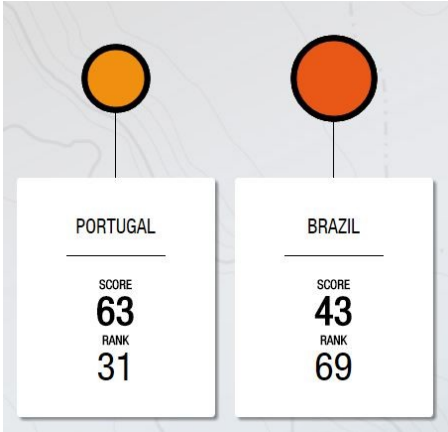 PORTUGAL
SCORE
63
RANK
31
BRAZIL
SCORE
43
RANK
69